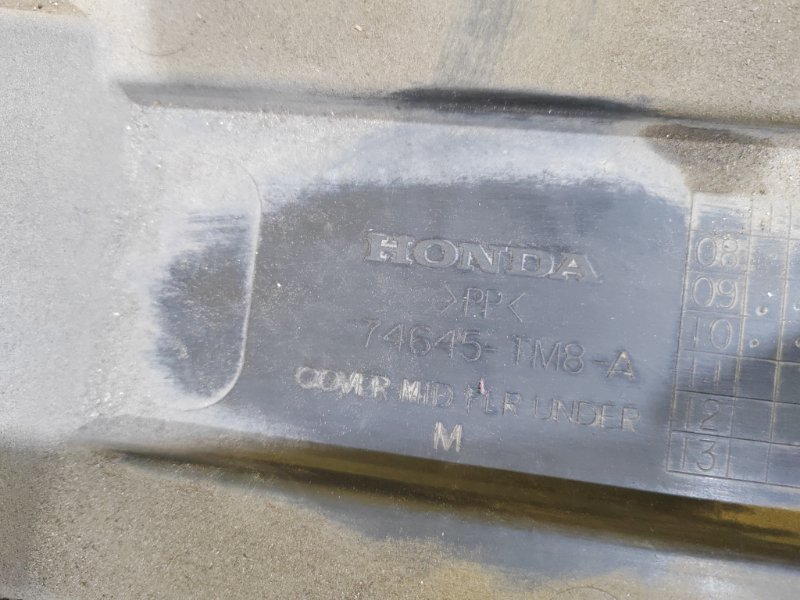 HONDA
>PP<
74645-TM8-A
COVER MID FLR UNDER
M
08
09
10
11
12
13